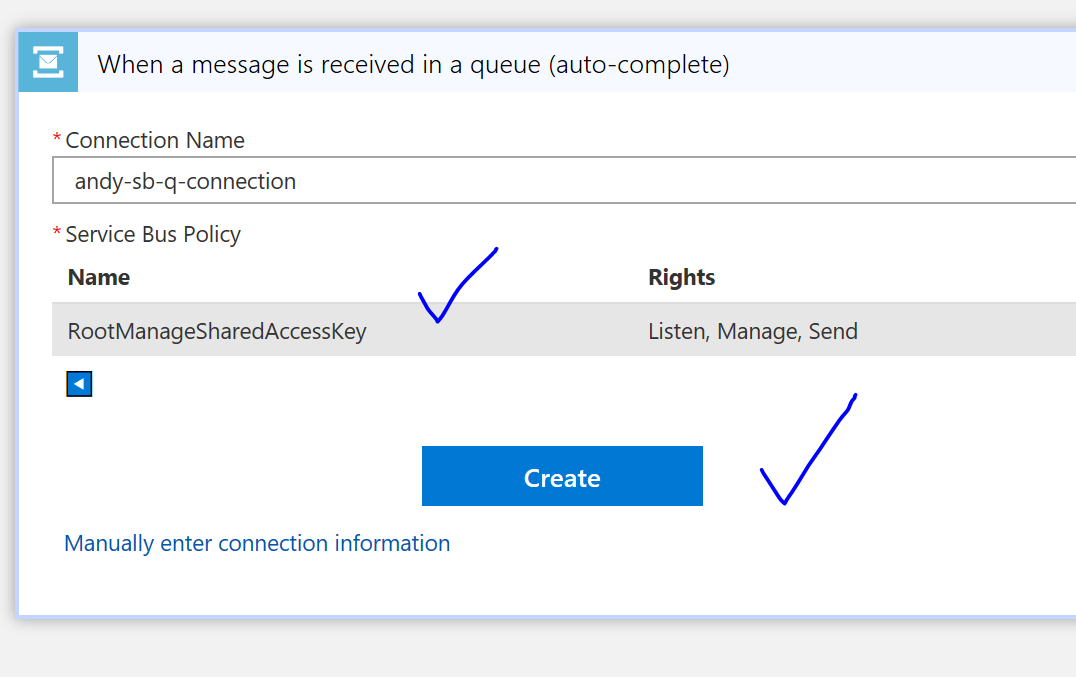 When a message is received in a queue (auto-complete)
* Connection Name
andy-sb-q-connection
* Service Bus Policy
Name Rights
RootManageSharedAccessKey Listen, Manage, Send
Create
Manually enter connection information